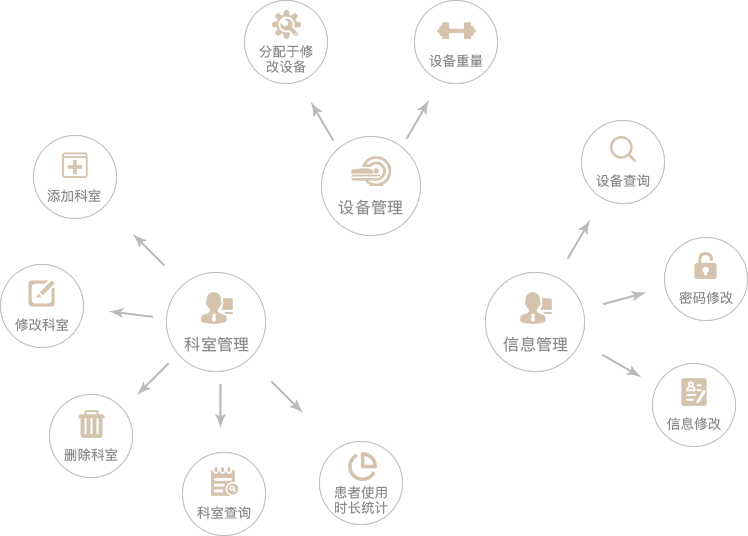 分配于修
改设备
设备重量
设备管理
设备查询
添加科室
密码修改
修改科室
科室管理
信息管理
信息修改
删除科室
科室查询
患者使用
时长统计